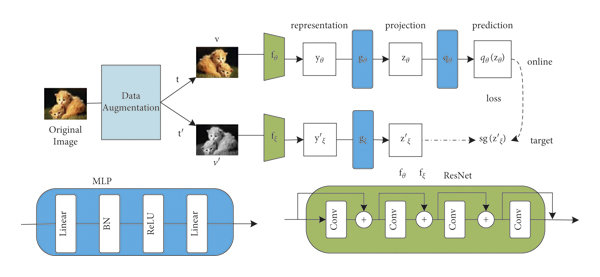 representation
projection
prediction
v
t
f_θ
y_θ
g_θ
z_θ
q_θ
q_θ (z_θ)
online
Data
Augmentation
Original
Image
loss
t′
v′
f_ξ
y′_ξ
g_ξ
z′_ξ
sg (z′_ξ)
target
f_θ f_ξ
MLP
Linear
BN
ReLU
Linear
ResNet
Conv
+
Conv
+
Conv
+
Conv